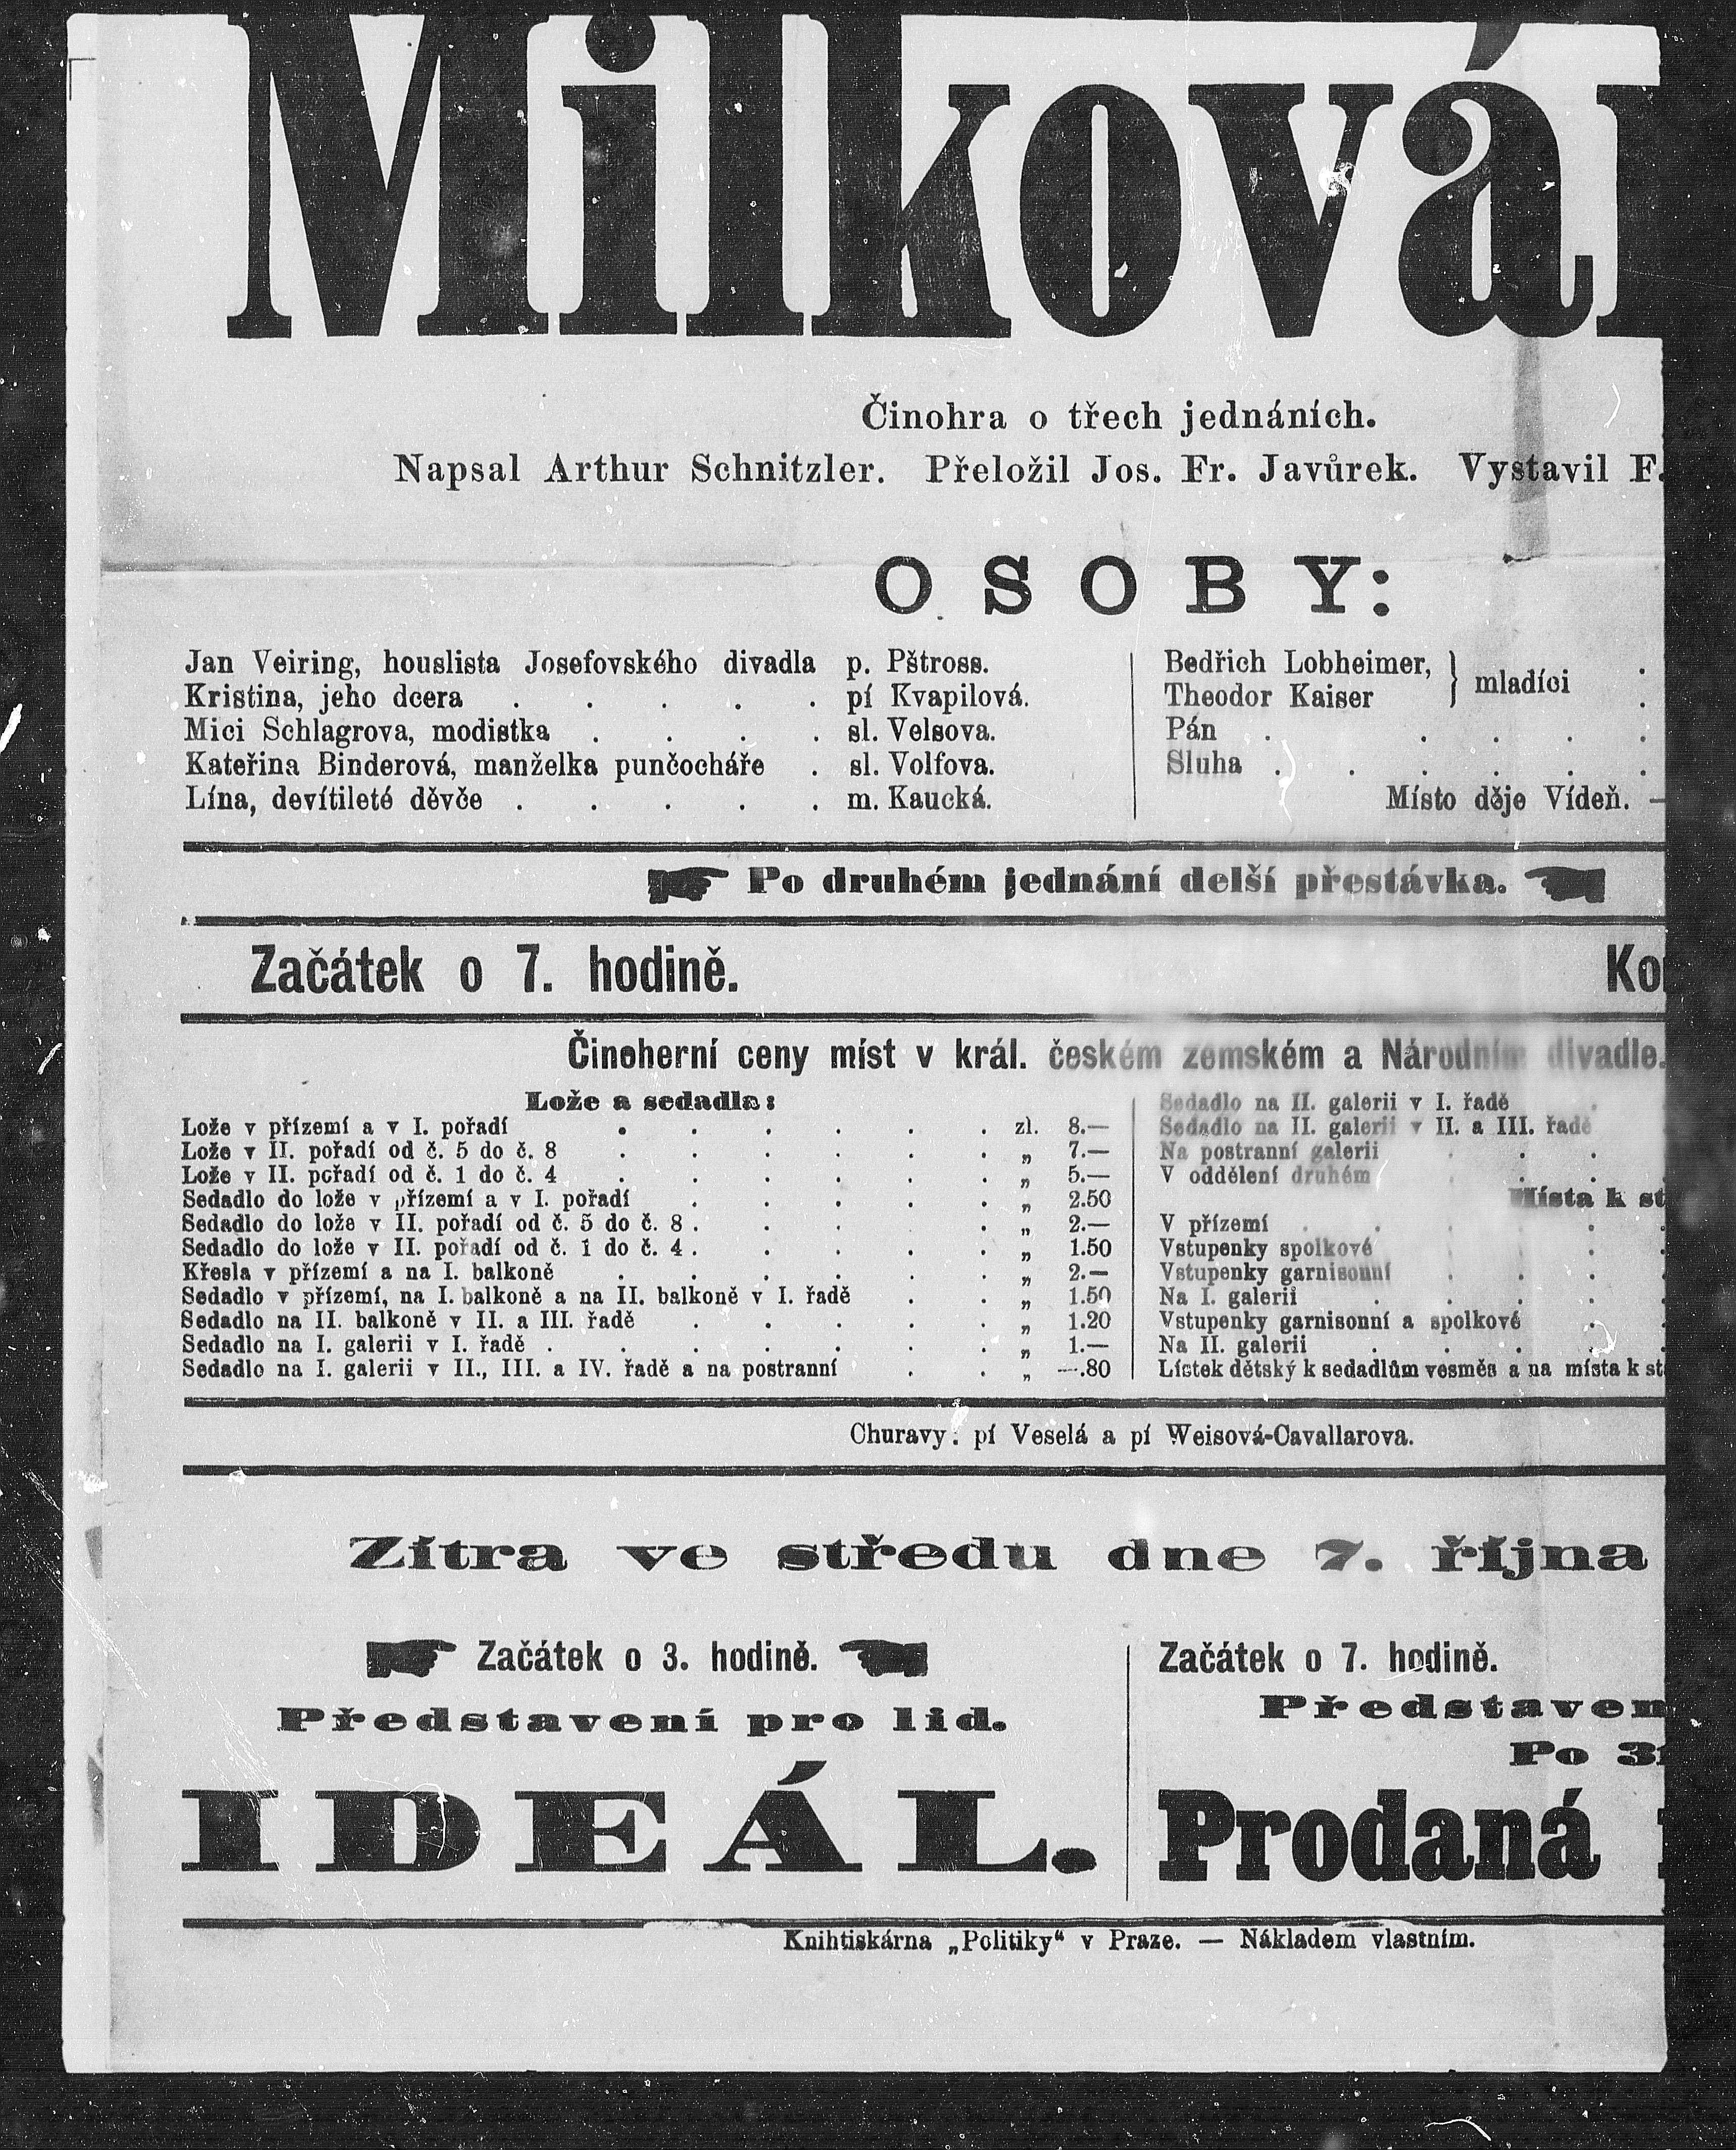 Milková
Činohra o třech jednáních.
Napsal Arthur Schnitzler. Přeložil Jos. Fr. Javůrek. Vystavil F.
OSOBY:
Jan Veiring, houslista Josefovského divadla p. Pštross.
Kristina, jeho dcera . . . . . pí Kvapilová.
Mici Schlagrova, modistka . . . . sl. Velsova.
Kateřina Binderová, manželka punčocháře . sl. Volfova.
Lína, devítileté děvče . . . . . m. Kaucká.
Bedřich Lobheimer, } mladíci .
Theodor Kaiser .
Pán . . . . .
Sluha . . . . . .
Místo děje Vídeň. —
Po druhém jednání delší přestávka.
Začátek o 7. hodině. Ko
Činoherní ceny míst v král. českém zemském a Národním divadle.
Lože a sedadla:
Lože v přízemí a v I. pořadí . . . . . . zl. 8.—
Lože v II. pořadí od č. 5 do č. 8 . . . . . . „ 7.—
Lože v II. pořadí od č. 1 do č. 4 . . . . . . „ 5.—
Sedadlo do lože v přízemí a v I. pořadí . . . . . „ 2.50
Sedadlo do lože v II. pořadí od č. 5 do č. 8 . . . . . „ 2.—
Sedadlo do lože v II. pořadí od č. 1 do č. 4 . . . . . „ 1.50
Křesla v přízemí a na I. balkoně . . . . . . „ 2.—
Sedadlo v přízemí, na I. balkoně a na II. balkoně v I. řadě . . „ 1.50
Sedadlo na II. balkoně v II. a III. řadě . . . . . „ 1.20
Sedadlo na I. galerii v I. řadě . . . . . . . „ 1.—
Sedadlo na I. galerii v II., III. a IV. řadě a na postranní . . „ —.80
Sedadlo na II. galerii v I. řadě .
Sedadlo na II. galerii v II. a III. řadě
Na postranní galerii . . .
V oddělení druhém . . .
Místa k st
V přízemí . . . . . .
Vstupenky spolkové . .
Vstupenky garnisonní . . . .
Na I. galerii . . . . .
Vstupenky garnisonní a spolkové . .
Na II. galerii . . . . .
Lístek dětský k sedadlům vesměs a na místa k st
Churavy: pí Veselá a pí Weisová-Cavallarova.
Zítra ve středu dne 7. října
Začátek o 3. hodině.
Představení pro lid.
IDEÁL.
Začátek o 7. hodině.
Představen
Po 3
Prodaná
Knihtiskárna „Politiky“ v Praze. — Nákladem vlastním.